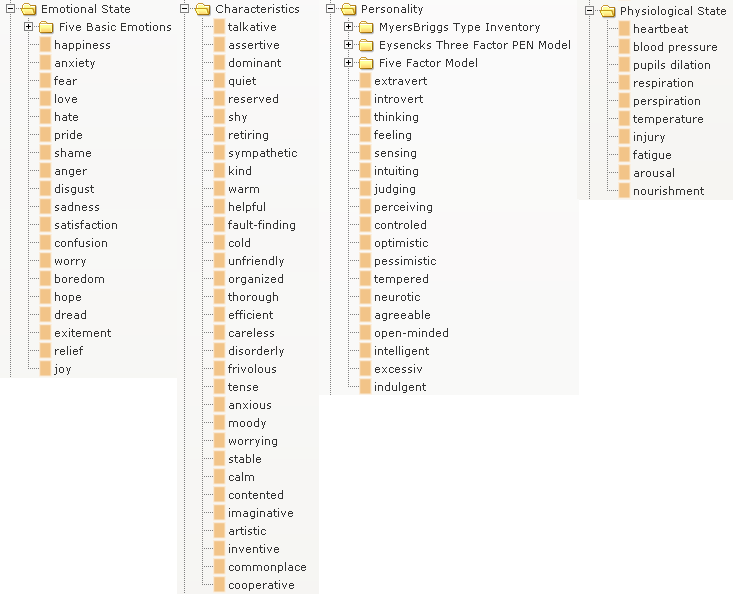 Emotional State
Five Basic Emotions
happiness
anxiety
fear
love
hate
pride
shame
anger
disgust
sadness
satisfaction
confusion
worry
boredom
hope
dread
exitement
relief
joy
Characteristics
talkative
assertive
dominant
quiet
reserved
shy
retiring
sympathetic
kind
warm
helpful
fault-finding
cold
unfriendly
organized
thorough
efficient
careless
disorderly
frivolous
tense
anxious
moody
worrying
stable
calm
contented
imaginative
artistic
inventive
commonplace
cooperative
Personality
MyersBriggs Type Inventory
Eysencks Three Factor PEN Model
Five Factor Model
extravert
introvert
thinking
feeling
sensing
intuiting
judging
perceiving
controled
optimistic
pessimistic
tempered
neurotic
agreeable
open-minded
intelligent
excessiv
indulgent
Physiological State
heartbeat
blood pressure
pupils dilation
respiration
perspiration
temperature
injury
fatigue
arousal
nourishment